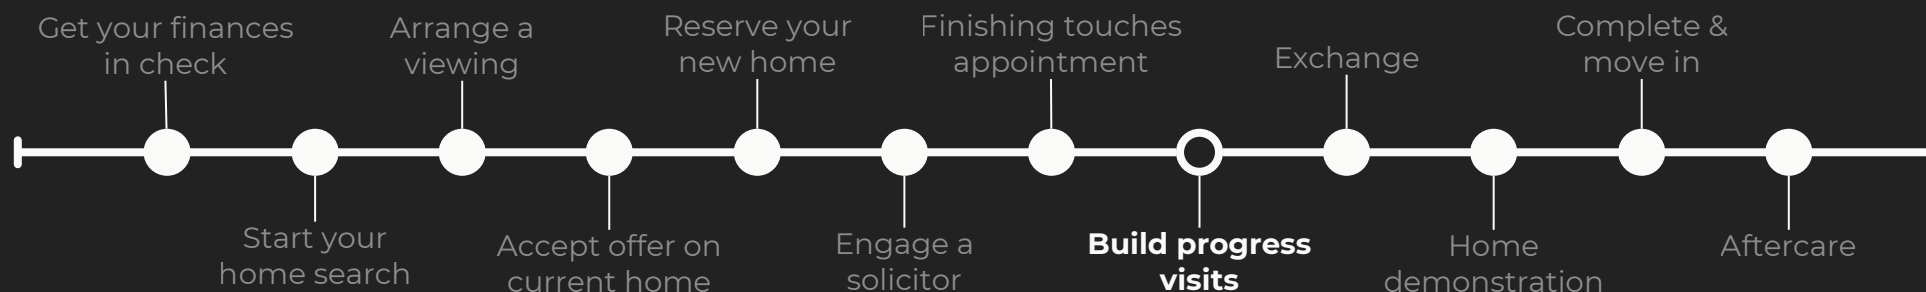 Get your finances
in check
Start your
home search
Arrange a
viewing
Accept offer on
current home
Reserve your
new home
Engage a
solicitor
Finishing touches
appointment
Build progress
visits
Exchange
Home
demonstration
Complete &
move in
Aftercare